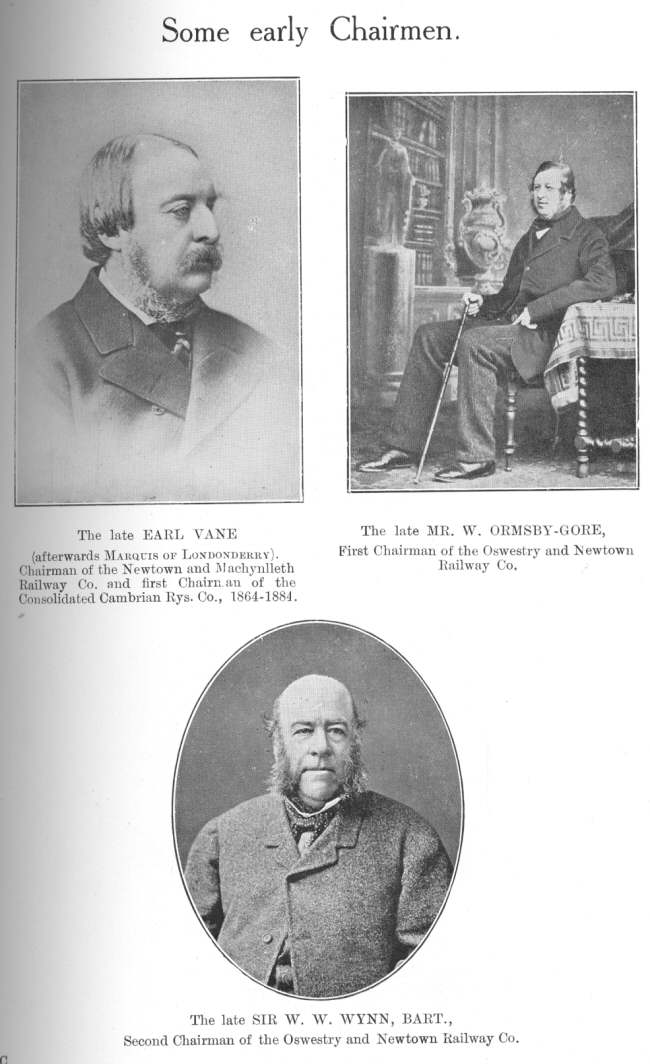 Some early Chairmen.
The late EARL VANE
(afterwards MARQUIS OF LONDONDERRY).
Chairman of the Newtown and Machynlleth
Railway Co. and first Chairn.an of the
Consolidated Cambrian Rys. Co., 1864-1884.
The late MR. W. ORMSBY-GORE,
First Chairman of the Oswestry and Newtown
Railway Co.
The late SIR W. W. WYNN, BART.,
Second Chairman of the Oswestry and Newtown Railway Co.
C